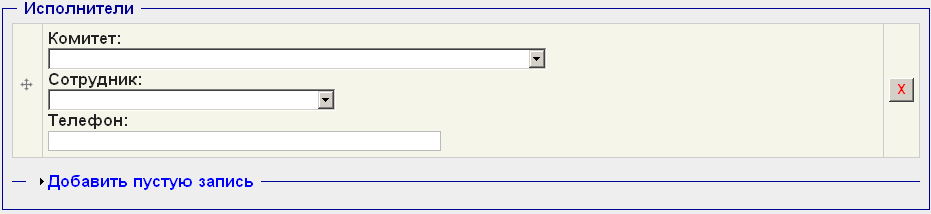 Исполнители
Комитет:
Сотрудник:
X
Телефон:
Добавить пустую запись